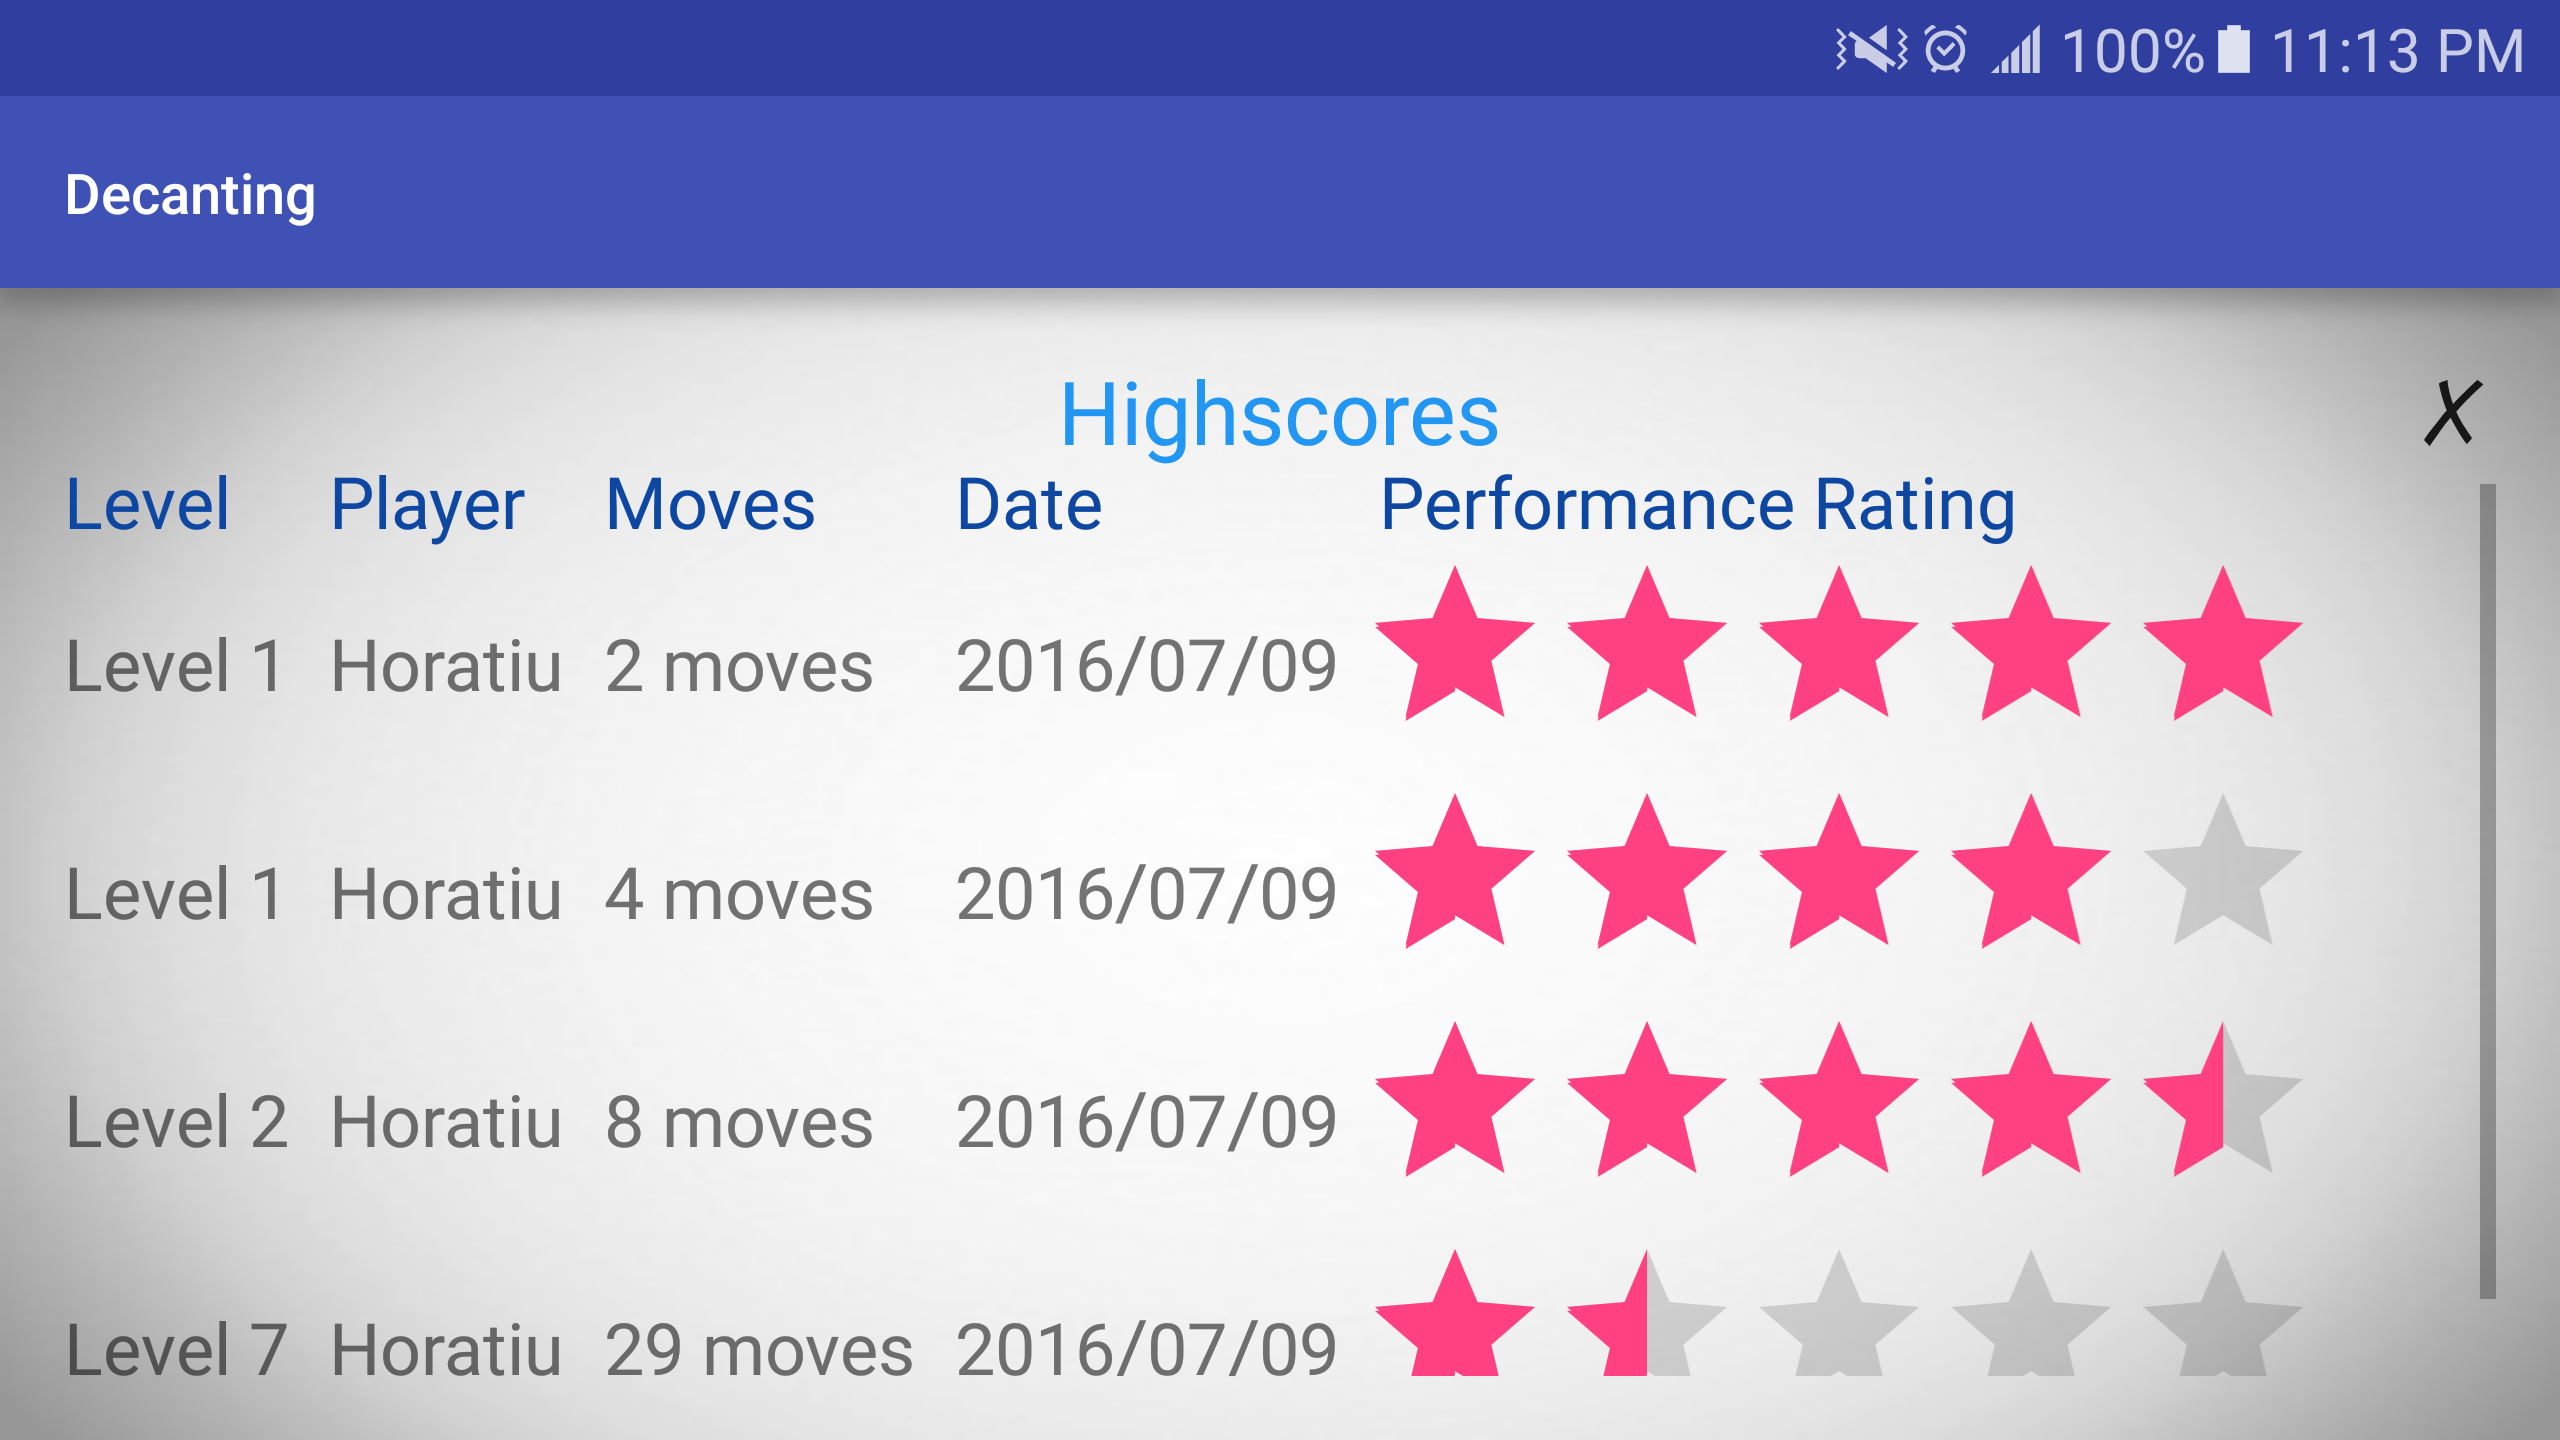 100% 11:13 PM
Decanting
Highscores
✗
Level Player Moves Date Performance Rating
Level 1 Horatiu 2 moves 2016/07/09
Level 1 Horatiu 4 moves 2016/07/09
Level 2 Horatiu 8 moves 2016/07/09
Level 7 Horatiu 29 moves 2016/07/09